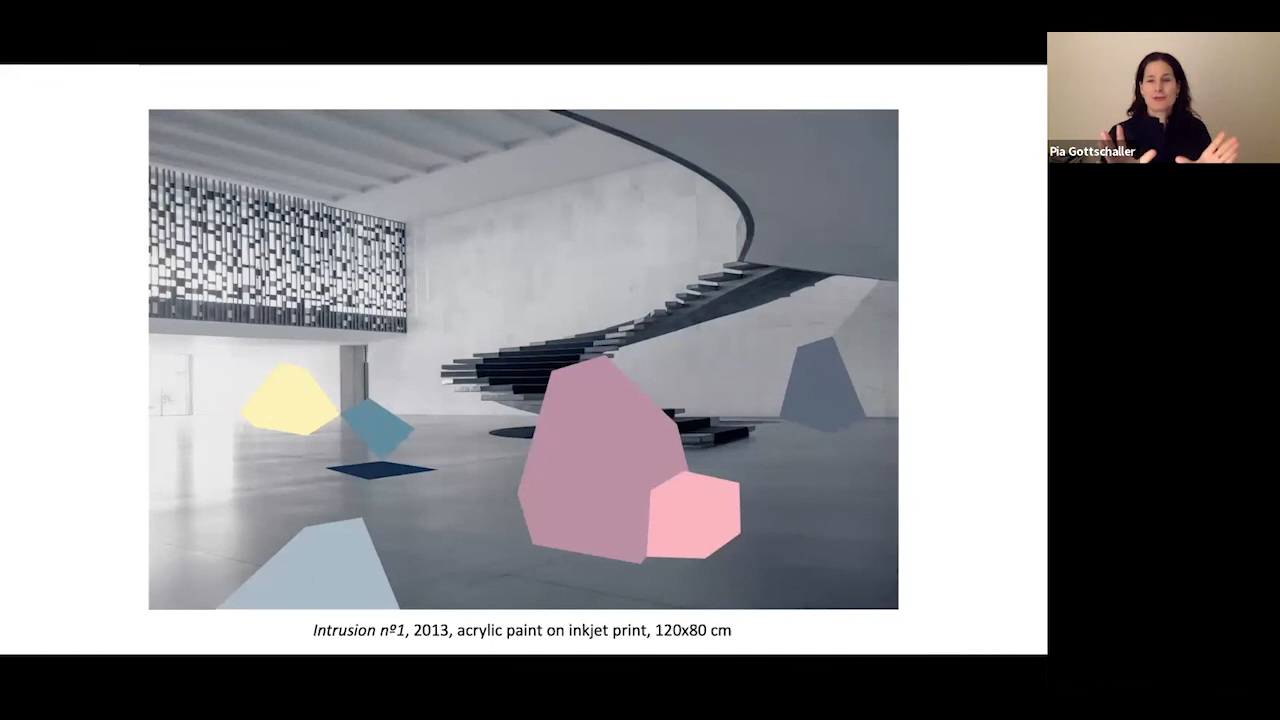 Pia Gottschaller
Intrusion nº1, 2013, acrylic paint on inkjet print, 120x80 cm